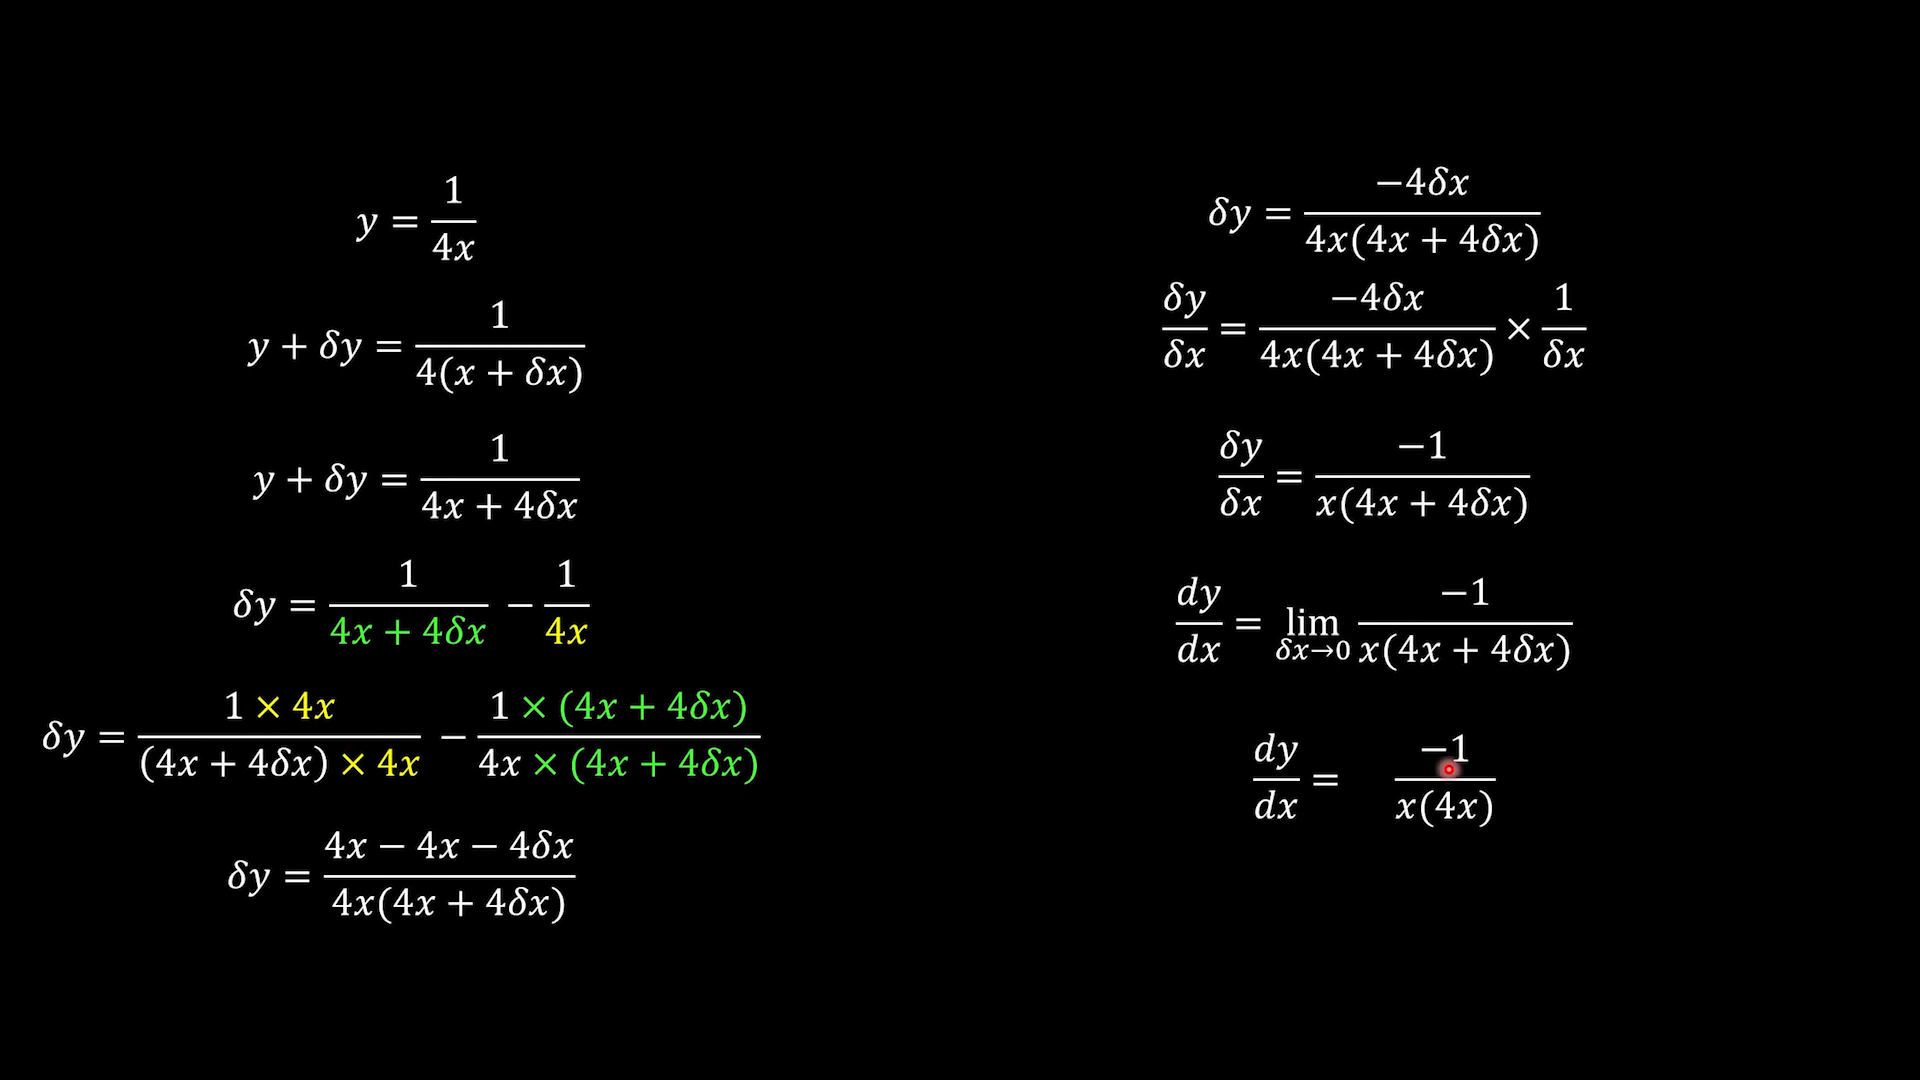 y = 1/(4x)
y + δy = 1/(4(x + δx))
y + δy = 1/(4x + 4δx)
δy = 1/(4x + 4δx) − 1/(4x)
δy = (1 × 4x)/((4x + 4δx) × 4x) − (1 × (4x + 4δx))/(4x × (4x + 4δx))
δy = (4x − 4x − 4δx)/(4x(4x + 4δx))
δy = (−4δx)/(4x(4x + 4δx))
δy/δx = (−4δx)/(4x(4x + 4δx)) × 1/δx
δy/δx = (−1)/(x(4x + 4δx))
dy/dx = lim δx→0 (−1)/(x(4x + 4δx))
dy/dx = (−1)/(x(4x))